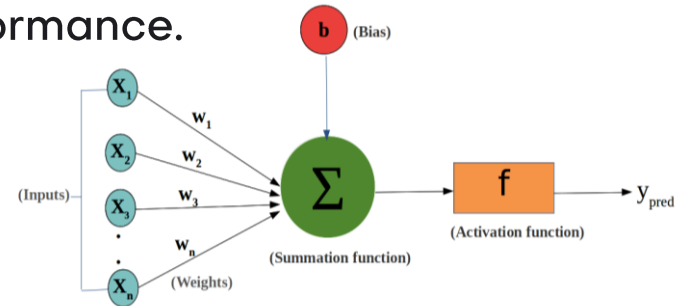 ormance.
b (Bias)
X1
w1
X2
w2
(Inputs)
X3
w3
Σ
f
ypred
.
.
wn
(Activation function)
(Summation function)
Xn
(Weights)